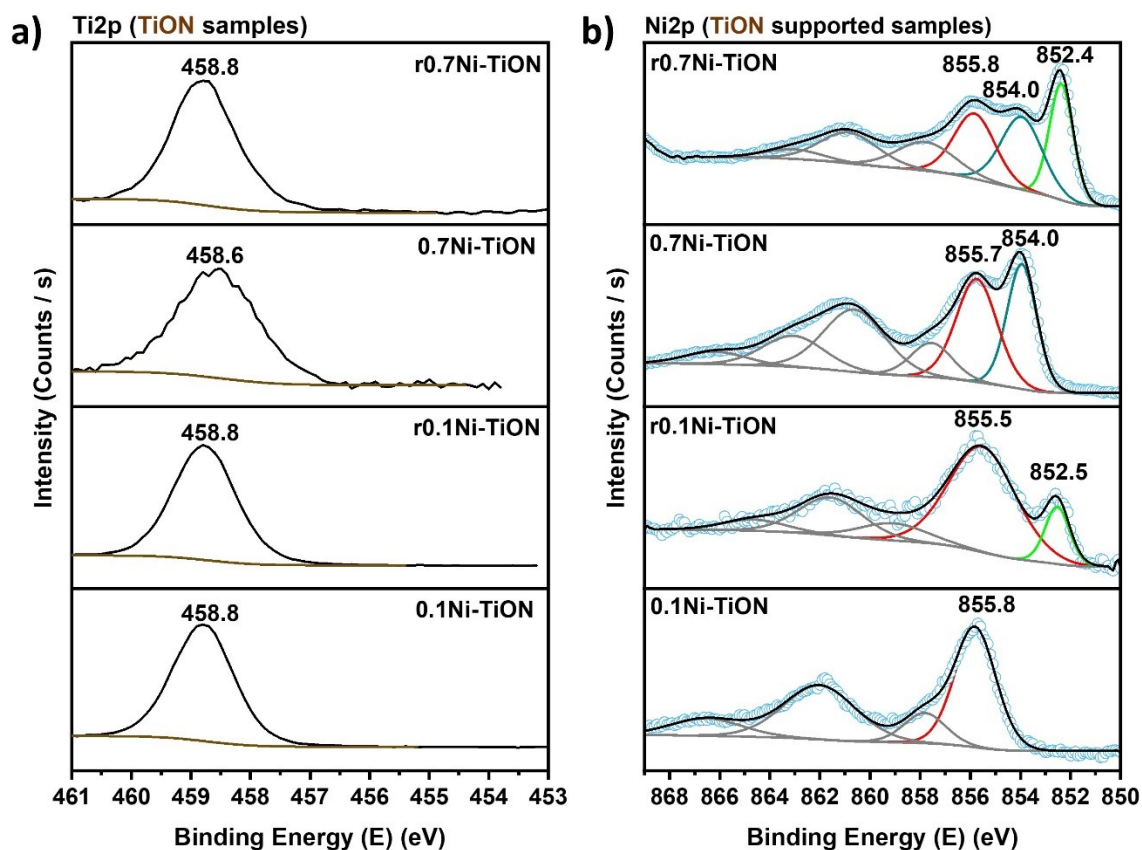 a) Ti2p (TiON samples)
458.8
r0.7Ni-TiON
458.6
0.7Ni-TiON
458.8
r0.1Ni-TiON
458.8
0.1Ni-TiON
Intensity (Counts / s)
461 460 459 458 457 456 455 454 453
Binding Energy (E) (eV)
b) Ni2p (TiON supported samples)
r0.7Ni-TiON
855.8
854.0
852.4
0.7Ni-TiON
855.7
854.0
r0.1Ni-TiON
855.5
852.5
0.1Ni-TiON
855.8
Intensity (Counts / s)
868 866 864 862 860 858 856 854 852 850
Binding Energy (E) (eV)